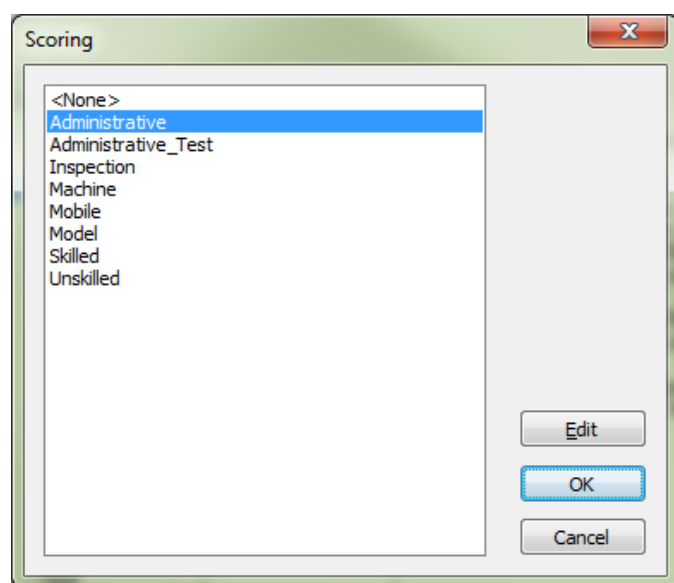 Scoring
<None>
Administrative
Administrative_Test
Inspection
Machine
Mobile
Model
Skilled
Unskilled
Edit
OK
Cancel